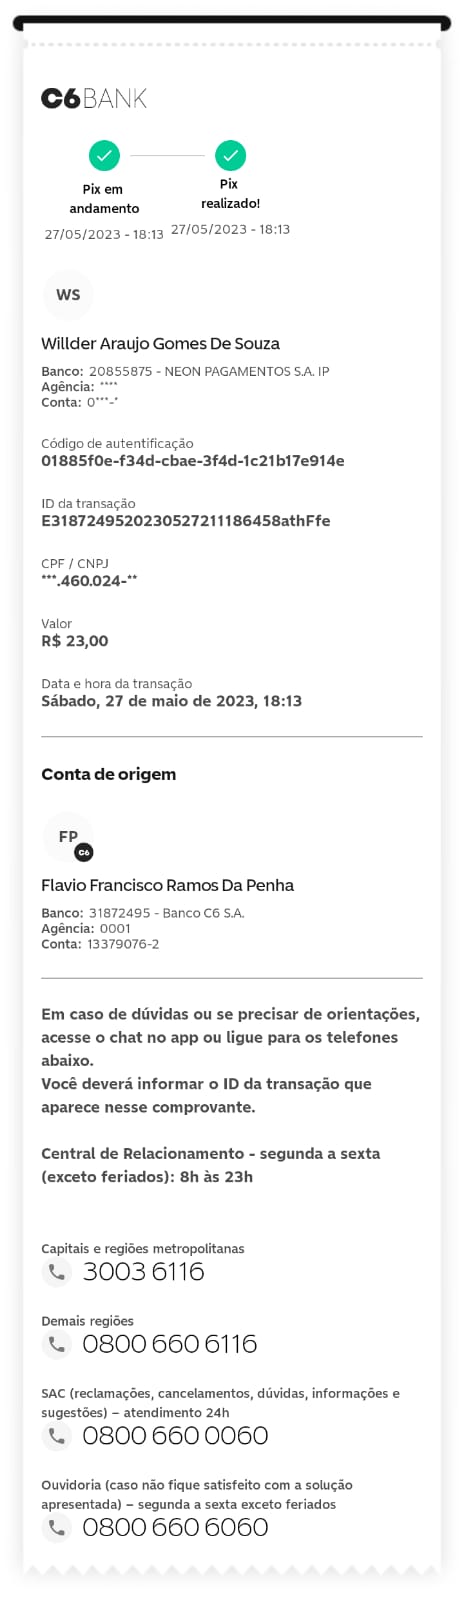 C6BANK
Pix em
andamento
27/05/2023 - 18:13
Pix
realizado!
27/05/2023 - 18:13
WS
Willder Araujo Gomes De Souza
Banco: 20855875 - NEON PAGAMENTOS S.A. IP
Agência: ****
Conta: 0***-*
Código de autentificação
01885f0e-f34d-cbae-3f4d-1c21b17e914e
ID da transação
E3187249520230527211186458athFfe
CPF / CNPJ
***.460.024-**
Valor
R$ 23,00
Data e hora da transação
Sábado, 27 de maio de 2023, 18:13
Conta de origem
FP
C6
Flavio Francisco Ramos Da Penha
Banco: 31872495 - Banco C6 S.A.
Agência: 0001
Conta: 13379076-2
Em caso de dúvidas ou se precisar de orientações,
acesse o chat no app ou ligue para os telefones
abaixo.
Você deverá informar o ID da transação que
aparece nesse comprovante.
Central de Relacionamento - segunda a sexta
(exceto feriados): 8h às 23h
Capitais e regiões metropolitanas
3003 6116
Demais regiões
0800 660 6116
SAC (reclamações, cancelamentos, dúvidas, informações e
sugestões) – atendimento 24h
0800 660 0060
Ouvidoria (caso não fique satisfeito com a solução
apresentada) – segunda a sexta exceto feriados
0800 660 6060